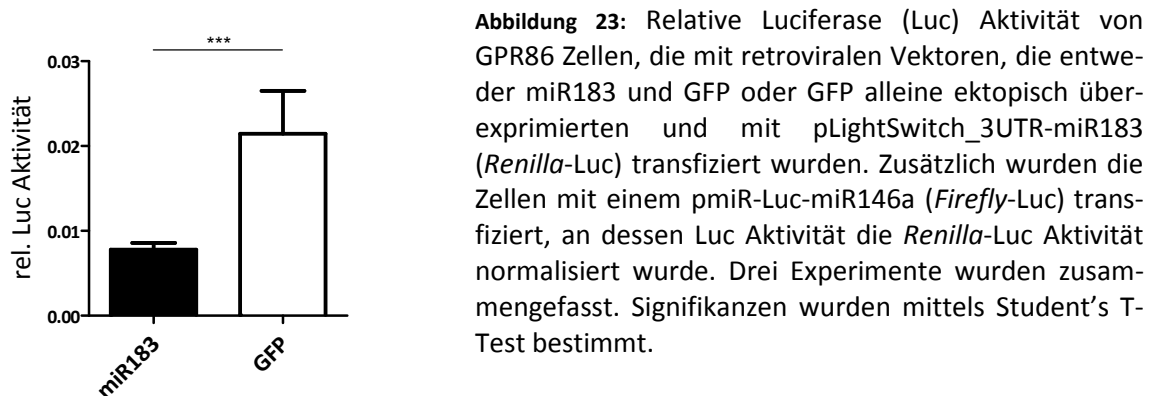 ***
0.03
0.02
0.01
0.00
rel. Luc Aktivität
miR183
GFP
Abbildung 23: Relative Luciferase (Luc) Aktivität von
GPR86 Zellen, die mit retroviralen Vektoren, die entwe-
der miR183 und GFP oder GFP alleine ektopisch über-
exprimierten und mit pLightSwitch_3UTR-miR183
(Renilla-Luc) transfiziert wurden. Zusätzlich wurden die
Zellen mit einem pmiR-Luc-miR146a (Firefly-Luc) trans-
fiziert, an dessen Luc Aktivität die Renilla-Luc Aktivität
normalisiert wurde. Drei Experimente wurden zusam-
mengefasst. Signifikanzen wurden mittels Student’s T-
Test bestimmt.